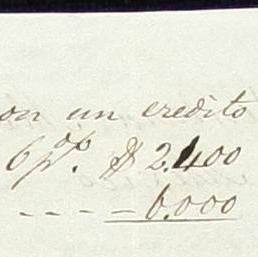 on un credito
6 p%. $ 2.400
---- 6.000